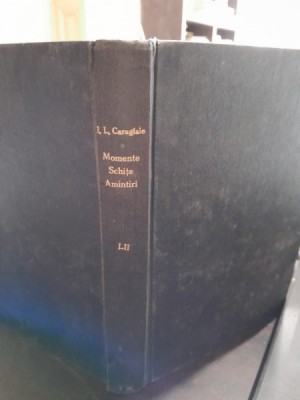 I. L. Caragiale
Momente
Schițe
Amintiri
I-II